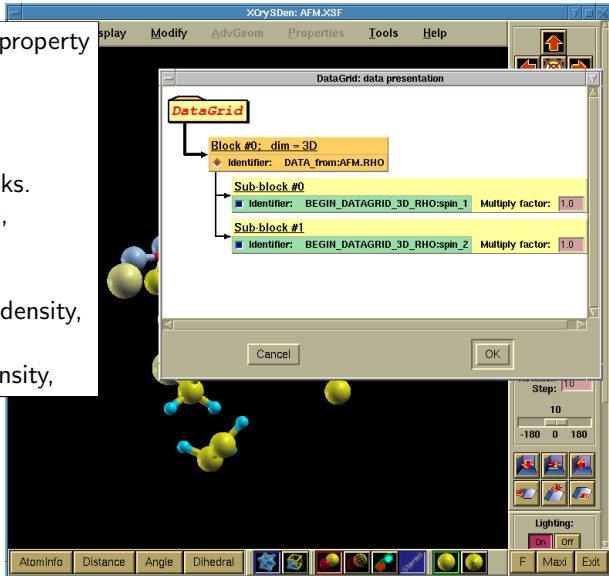 XCrySDen: AFM.XSF
splay Modify AdvGeom Properties Tools Help
property
ks.
,
density,
nsity,
DataGrid: data presentation
DataGrid
Block #0; dim = 3D
Identifier: DATA_from:AFM.RHO
Sub-block #0
Identifier: BEGIN_DATAGRID_3D_RHO:spin_1 Multiply factor: 1.0
Sub-block #1
Identifier: BEGIN_DATAGRID_3D_RHO:spin_2 Multiply factor: 1.0
Cancel OK
Step: 10
10
-180 0 180
Lighting:
On Off
AtomInfo Distance Angle Dihedral stereo F Maxi Exit